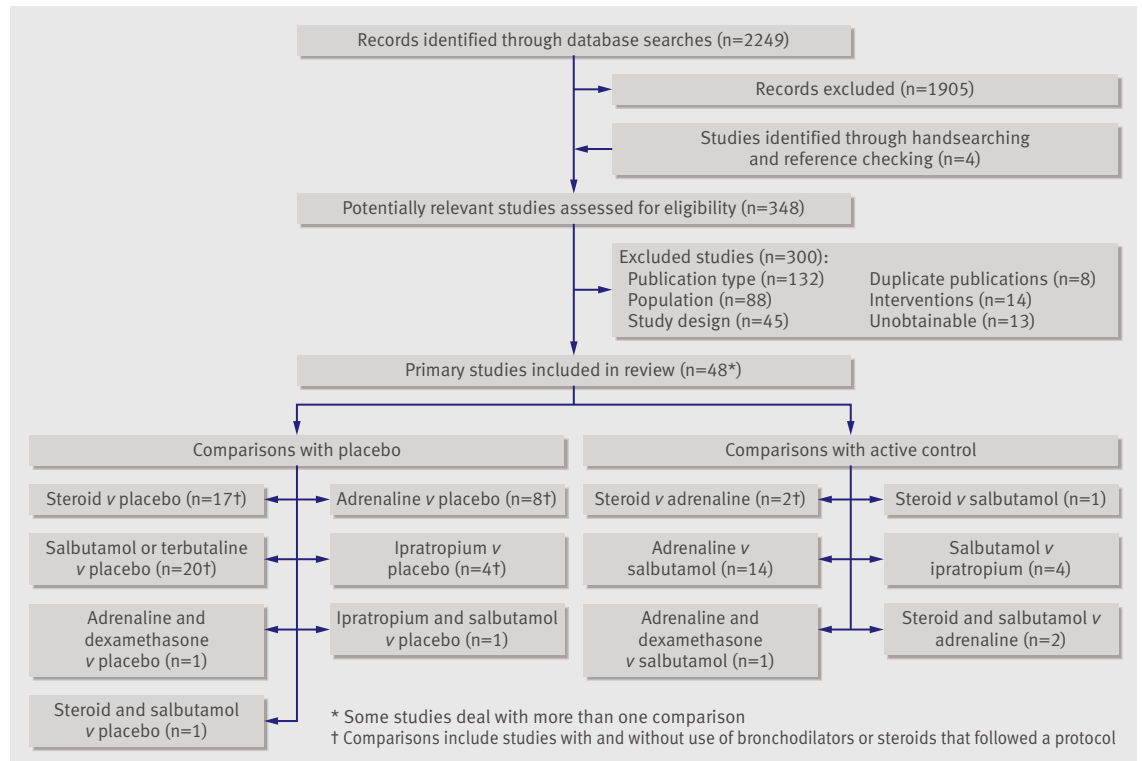 Records identified through database searches (n=2249)
Records excluded (n=1905)
Studies identified through handsearching
and reference checking (n=4)
Potentially relevant studies assessed for eligibility (n=348)
Excluded studies (n=300):
Publication type (n=132)
Population (n=88)
Study design (n=45)
Duplicate publications (n=8)
Interventions (n=14)
Unobtainable (n=13)
Primary studies included in review (n=48*)
Comparisons with placebo
Steroid v placebo (n=17†)
Adrenaline v placebo (n=8†)
Salbutamol or terbutaline
v placebo (n=20†)
Ipratropium v
placebo (n=4†)
Adrenaline and
dexamethasone
v placebo (n=1)
Ipratropium and salbutamol
v placebo (n=1)
Steroid and salbutamol
v placebo (n=1)
Comparisons with active control
Steroid v adrenaline (n=2†)
Steroid v salbutamol (n=1)
Adrenaline v
salbutamol (n=14)
Salbutamol v
ipratropium (n=4)
Adrenaline and
dexamethasone
v salbutamol (n=1)
Steroid and salbutamol v
adrenaline (n=2)
* Some studies deal with more than one comparison
† Comparisons include studies with and without use of bronchodilators or steroids that followed a protocol